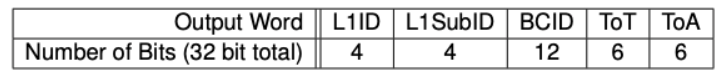 Output Word L1ID L1SubID BCID ToT ToA
Number of Bits (32 bit total) 4 4 12 6 6